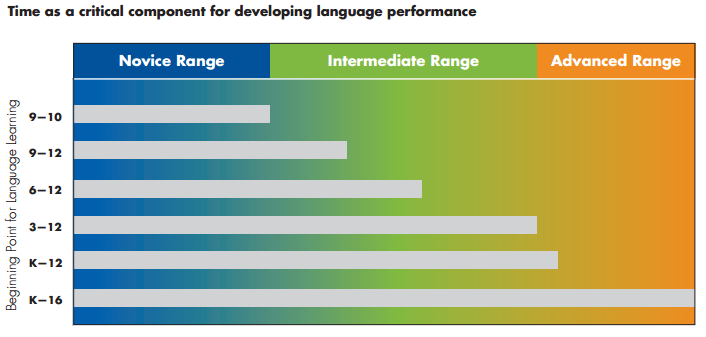 Time as a critical component for developing language performance
Novice Range
Intermediate Range
Advanced Range
Beginning Point for Language Learning
9–10
9–12
6–12
3–12
K–12
K–16